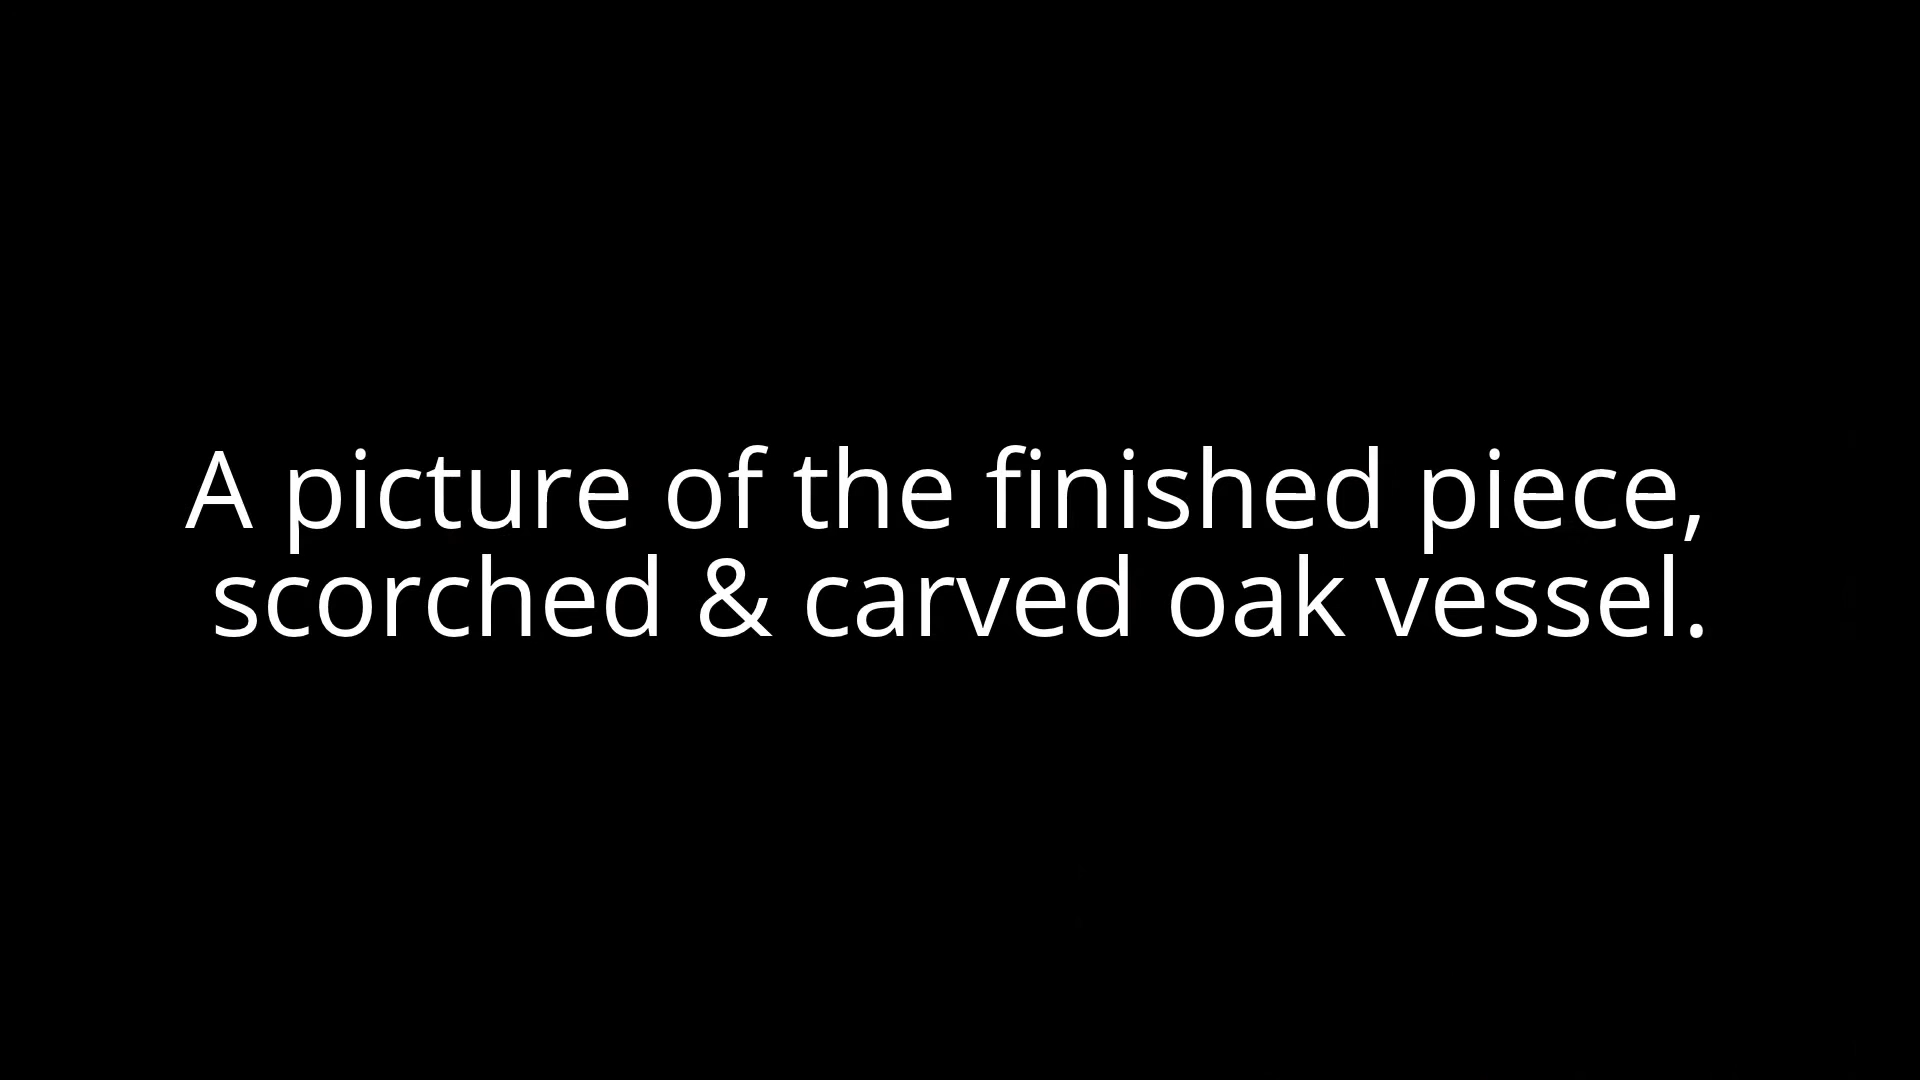 A picture of the finished piece,
scorched & carved oak vessel.